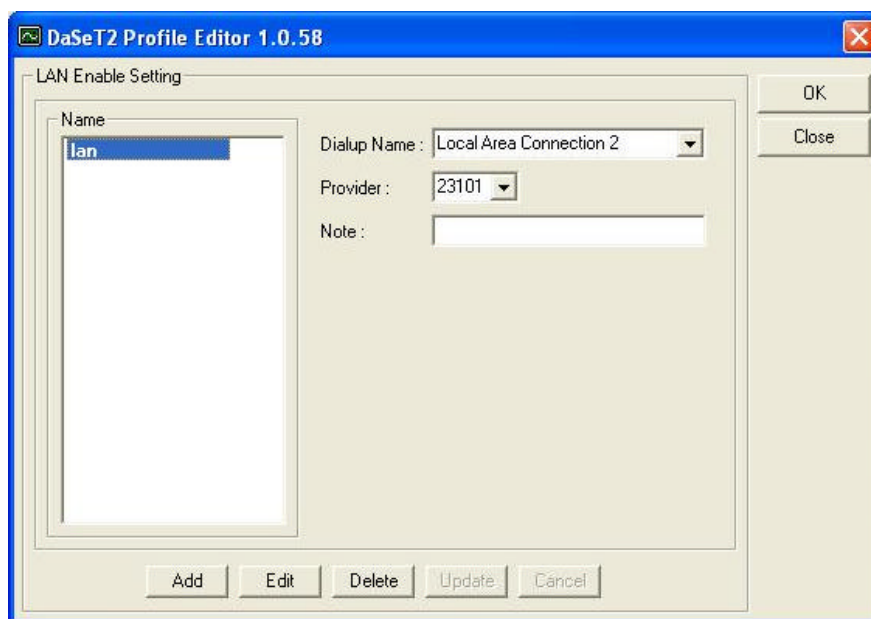 DaSeT2 Profile Editor 1.0.58
LAN Enable Setting
Name
lan
Dialup Name : Local Area Connection 2
Provider : 23101
Note :
OK
Close
Add Edit Delete Update Cancel